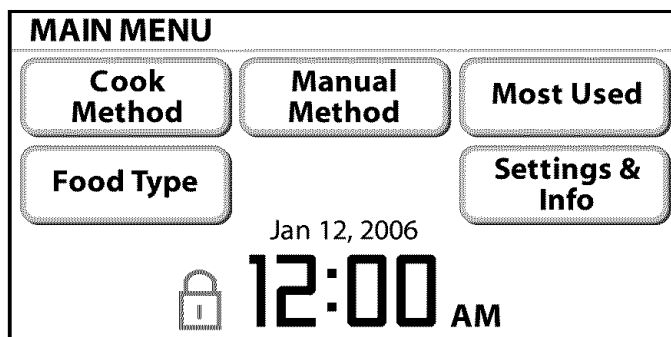 MAIN MENU
Cook
Method
Manual
Method
Most Used
Food Type
Settings &
Info
Jan 12, 2006
12:00 AM